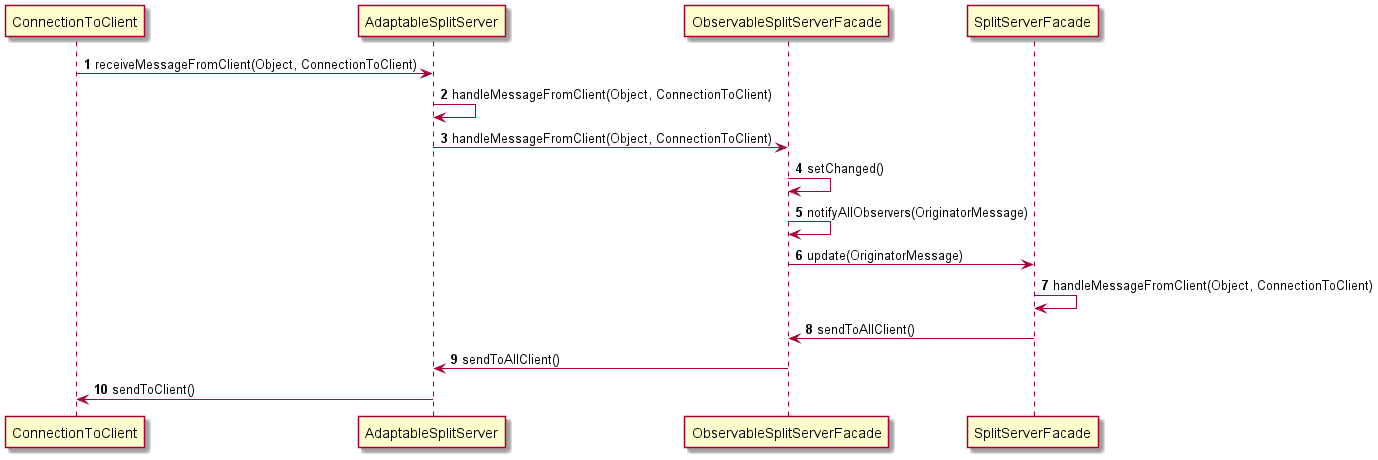 ConnectionToClient
AdaptableSplitServer
ObservableSplitServerFacade
SplitServerFacade
1 receiveMessageFromClient(Object, ConnectionToClient)
2 handleMessageFromClient(Object, ConnectionToClient)
3 handleMessageFromClient(Object, ConnectionToClient)
4 setChanged()
5 notifyAllObservers(OriginatorMessage)
6 update(OriginatorMessage)
7 handleMessageFromClient(Object, ConnectionToClient)
8 sendToAllClient()
9 sendToAllClient()
10 sendToClient()
ConnectionToClient
AdaptableSplitServer
ObservableSplitServerFacade
SplitServerFacade